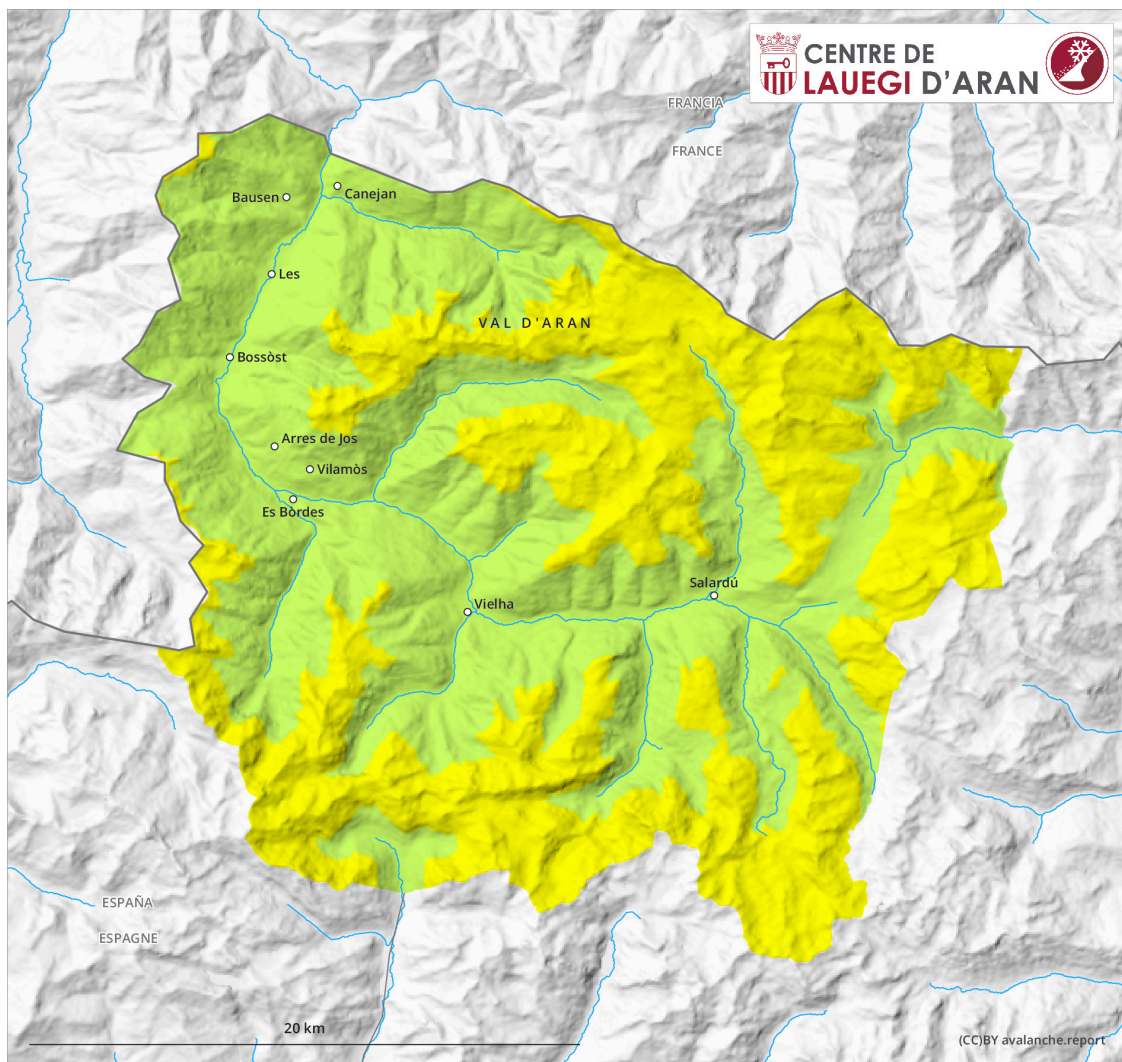 CENTRE DE
LAUEGI D'ARAN
FRANCIA
FRANCE
Bausen
Canejan
Les
VAL D'ARAN
Bossòst
Arres de Jos
Vilamòs
Es Bòrdes
Salardú
Vielha
ESPAÑA
ESPAGNE
20 km
(CC)BY avalanche.report